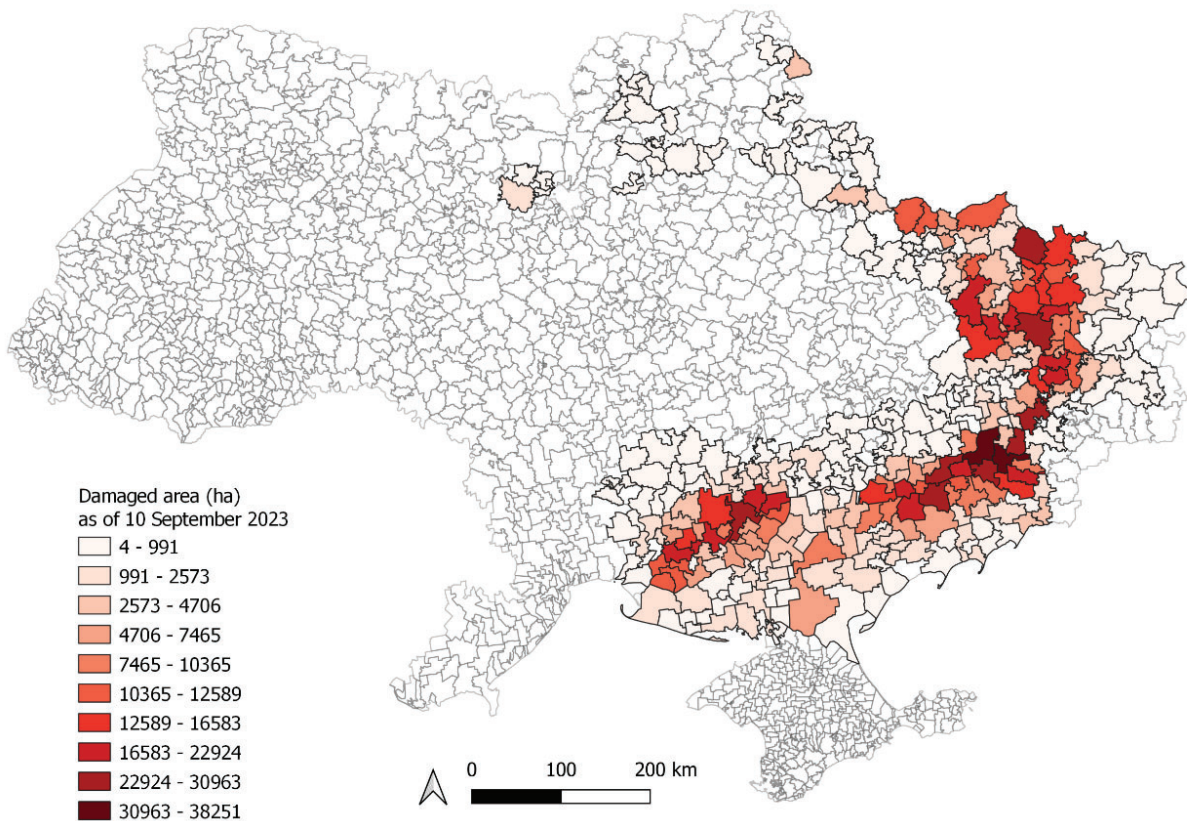 Damaged area (ha)
as of 10 September 2023
4 - 991
991 - 2573
2573 - 4706
4706 - 7465
7465 - 10365
10365 - 12589
12589 - 16583
16583 - 22924
22924 - 30963
30963 - 38251
0 100 200 km